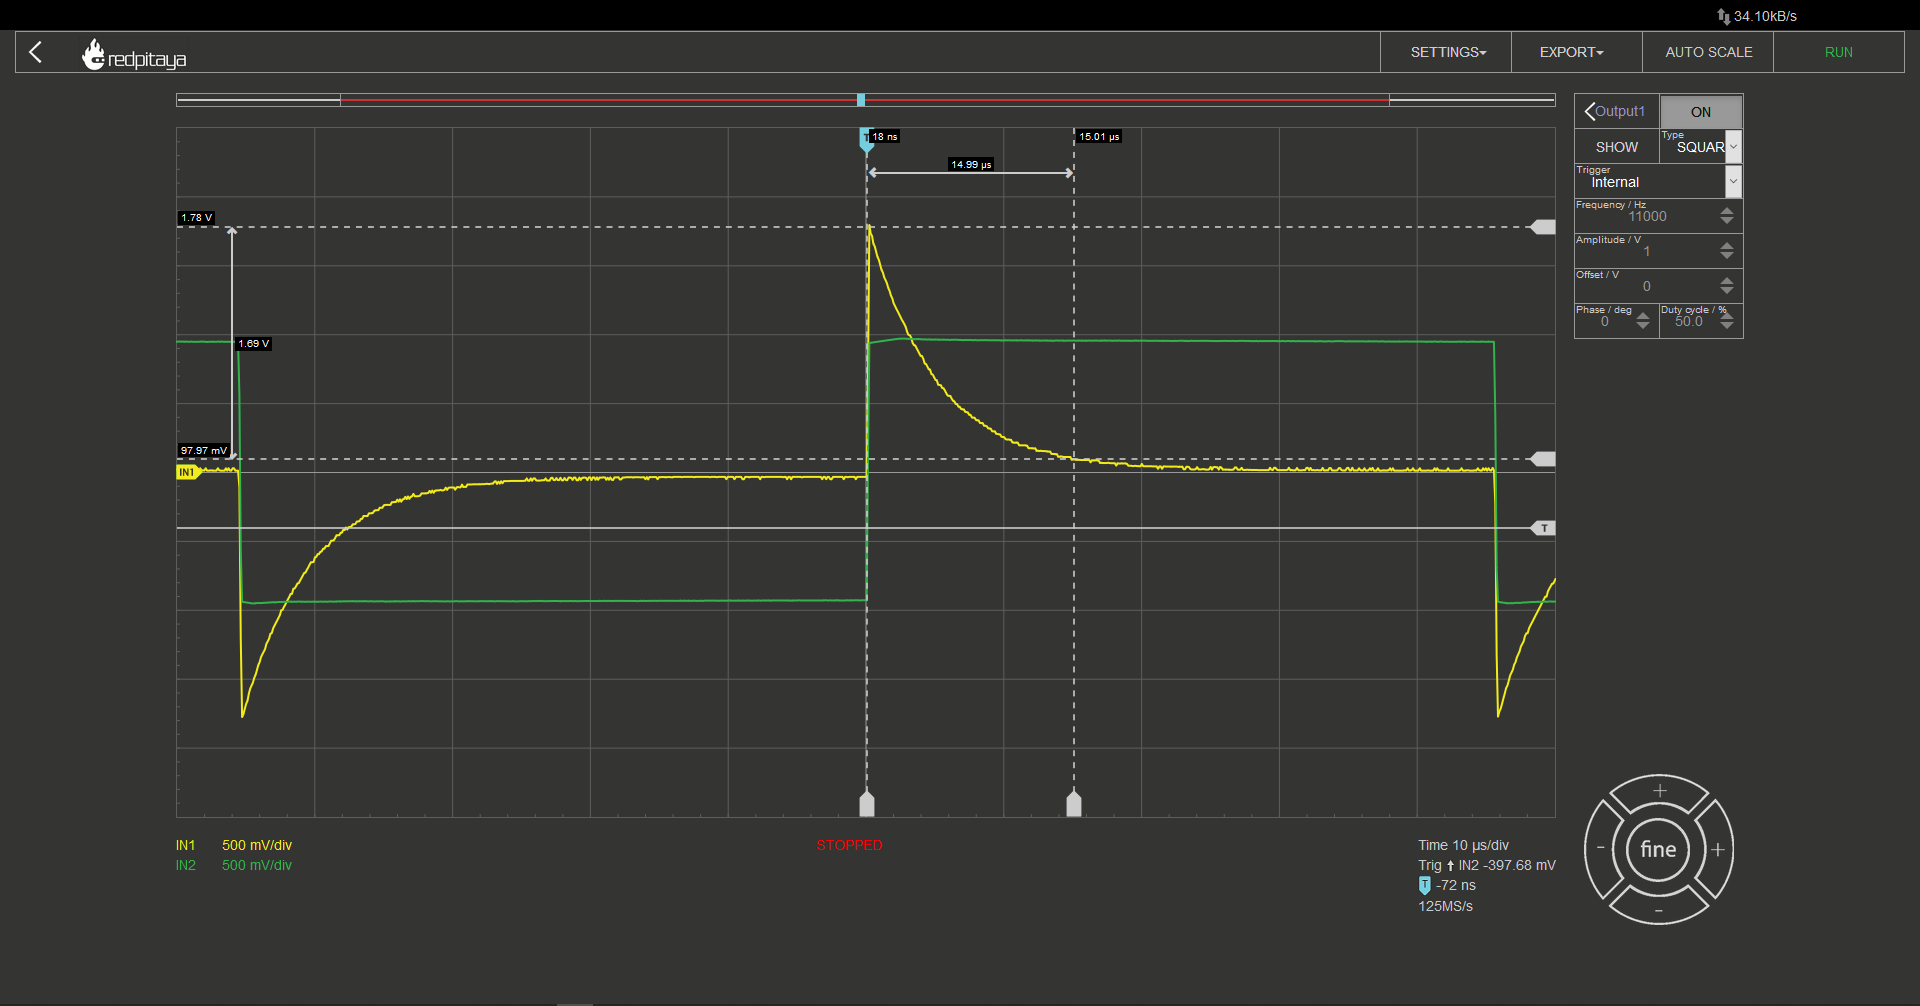 34.10kB/s
redpitaya
SETTINGS
EXPORT
AUTO SCALE
RUN
Output1
ON
SHOW
Type
SQUAR
Trigger
Internal
Frequency / Hz
11000
Amplitude / V
1
Offset / V
0
Phase / deg
0
Duty cycle / %
50.0
T
18 ns
15.01 µs
14.99 µs
1.78 V
1.69 V
97.97 mV
IN1
T
IN1 500 mV/div
IN2 500 mV/div
STOPPED
Time 10 µs/div
Trig IN2 -397.68 mV
T -72 ns
125MS/s
+
- fine +
-